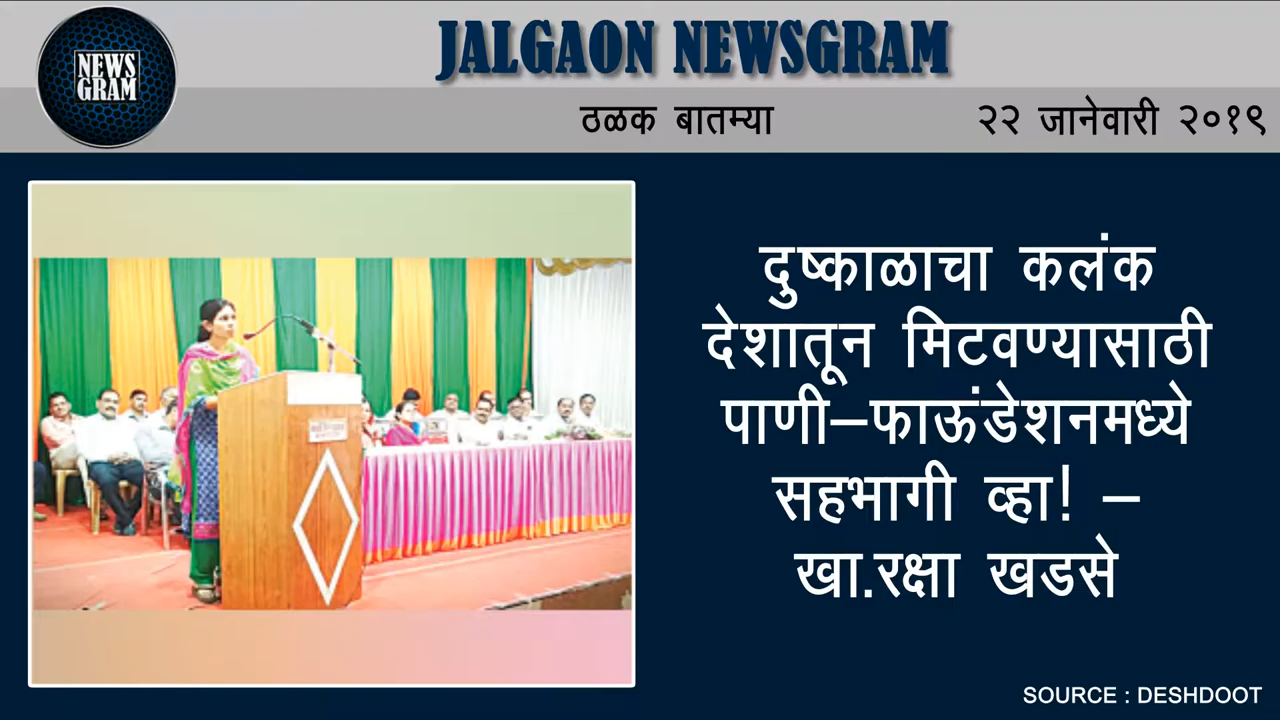 NEWS
GRAM
JALGAON NEWSGRAM
ठळक बातम्या
२२ जानेवारी २०१९
दुष्काळाचा कलंक
देशातून मिटवण्यासाठी
पाणी–फाऊंडेशनमध्ये
सहभागी व्हा! –
खा.रक्षा खडसे
SOURCE : DESHDOOT